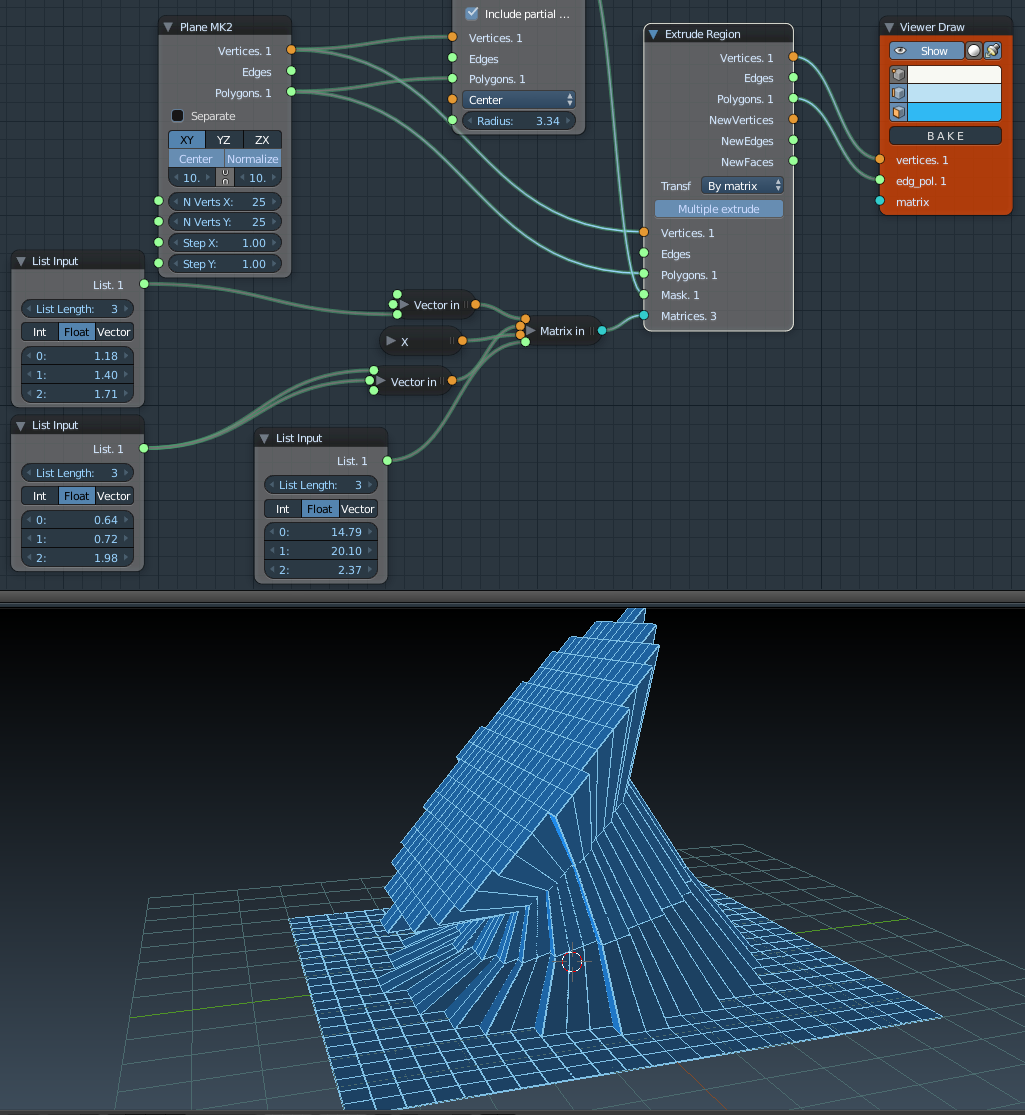 Plane MK2
Vertices. 1
Edges
Polygons. 1
Separate
XY YZ ZX
Center Normalize
10. 10.
N Verts X: 25
N Verts Y: 25
Step X: 1.00
Step Y: 1.00
Include partial ...
Vertices. 1
Edges
Polygons. 1
Center
Radius: 3.34
Extrude Region
Vertices. 1
Edges
Polygons. 1
NewVertices
NewEdges
NewFaces
Transf By matrix
Multiple extrude
Vertices. 1
Edges
Polygons. 1
Mask. 1
Matrices. 3
Viewer Draw
Show
BAKE
vertices. 1
edg_pol. 1
matrix
List Input
List. 1
List Length: 3
Int Float Vector
0: 1.18
1: 1.40
2: 1.71
Vector in
X
Matrix in
Vector in
List Input
List. 1
List Length: 3
Int Float Vector
0: 0.64
1: 0.72
2: 1.98
List Input
List. 1
List Length: 3
Int Float Vector
0: 14.79
1: 20.10
2: 2.37